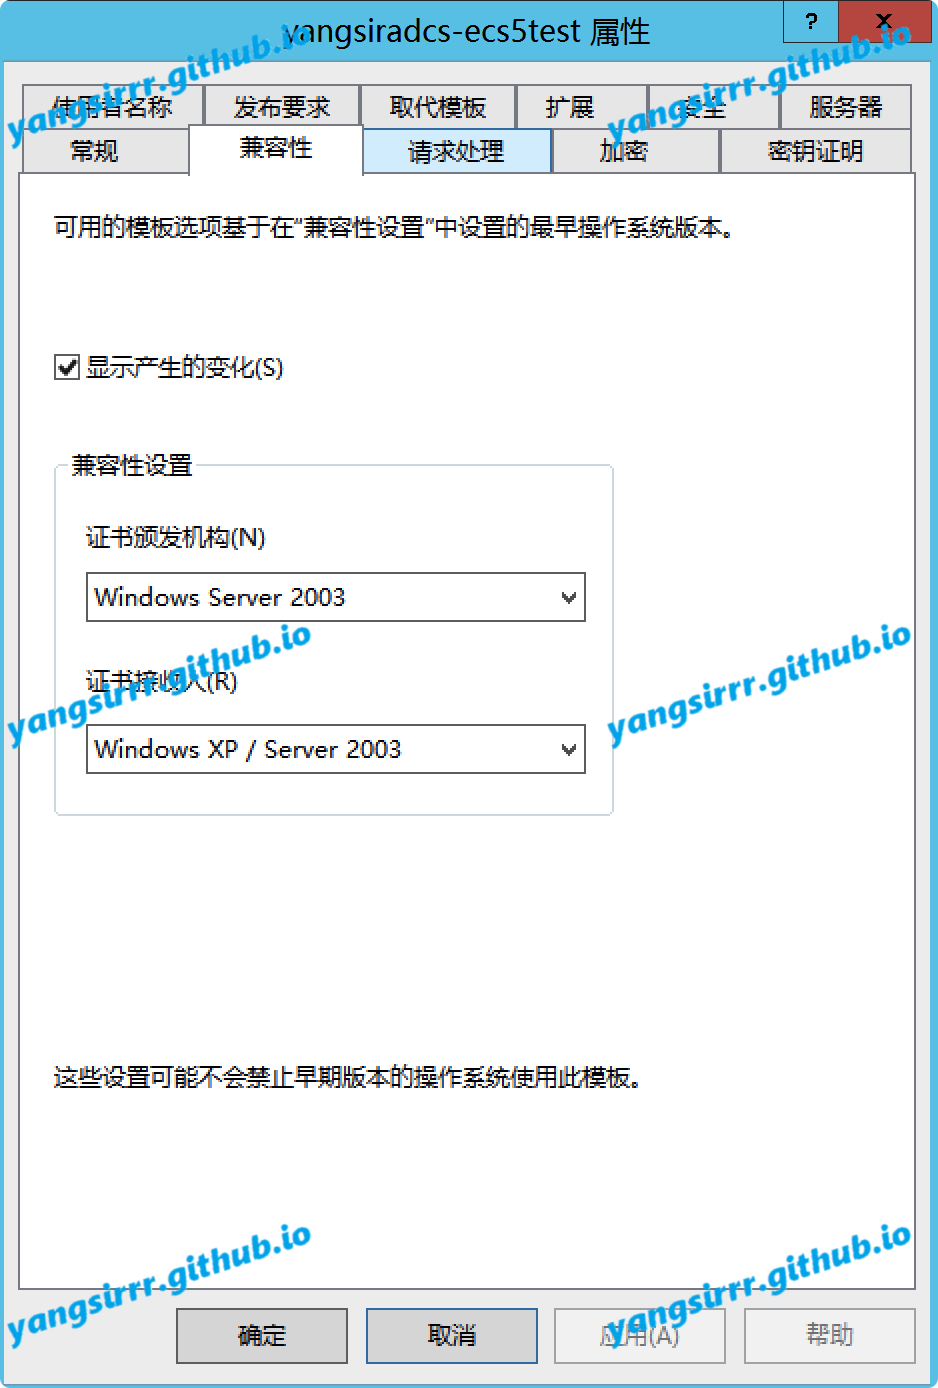 yangsiradcs-ecs5test 属性
?
X
使用者名称 发布要求 取代模板 扩展 安全 服务器
常规 兼容性 请求处理 加密 密钥证明
可用的模板选项基于在“兼容性设置”中设置的最早操作系统版本。
显示产生的变化(S)
兼容性设置
证书颁发机构(N)
Windows Server 2003
证书接收人(R)
Windows XP / Server 2003
这些设置可能不会禁止早期版本的操作系统使用此模板。
确定 取消 应用(A) 帮助
yangsirrr.github.io
yangsirrr.github.io
yangsirrr.github.io
yangsirrr.github.io
yangsirrr.github.io
yangsirrr.github.io